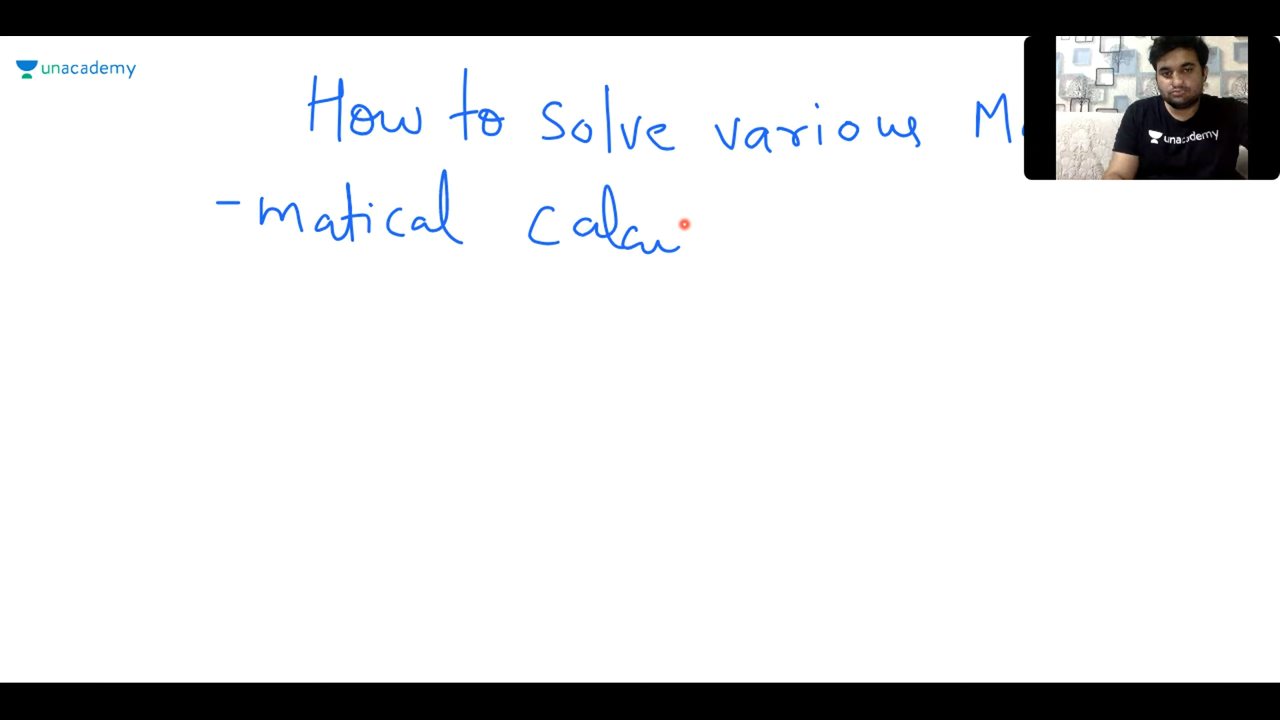 unacademy
How to solve various
-matical calcu
unacademy